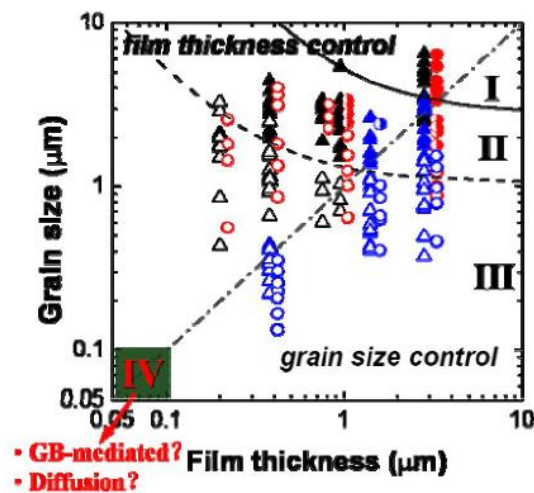 10
film thickness control
I
II
1
III
Grain size (μm)
0.1
grain size control
IV
0.05
0.05
0.1
1
10
• GB-mediated?
Film thickness (μm)
• Diffusion?